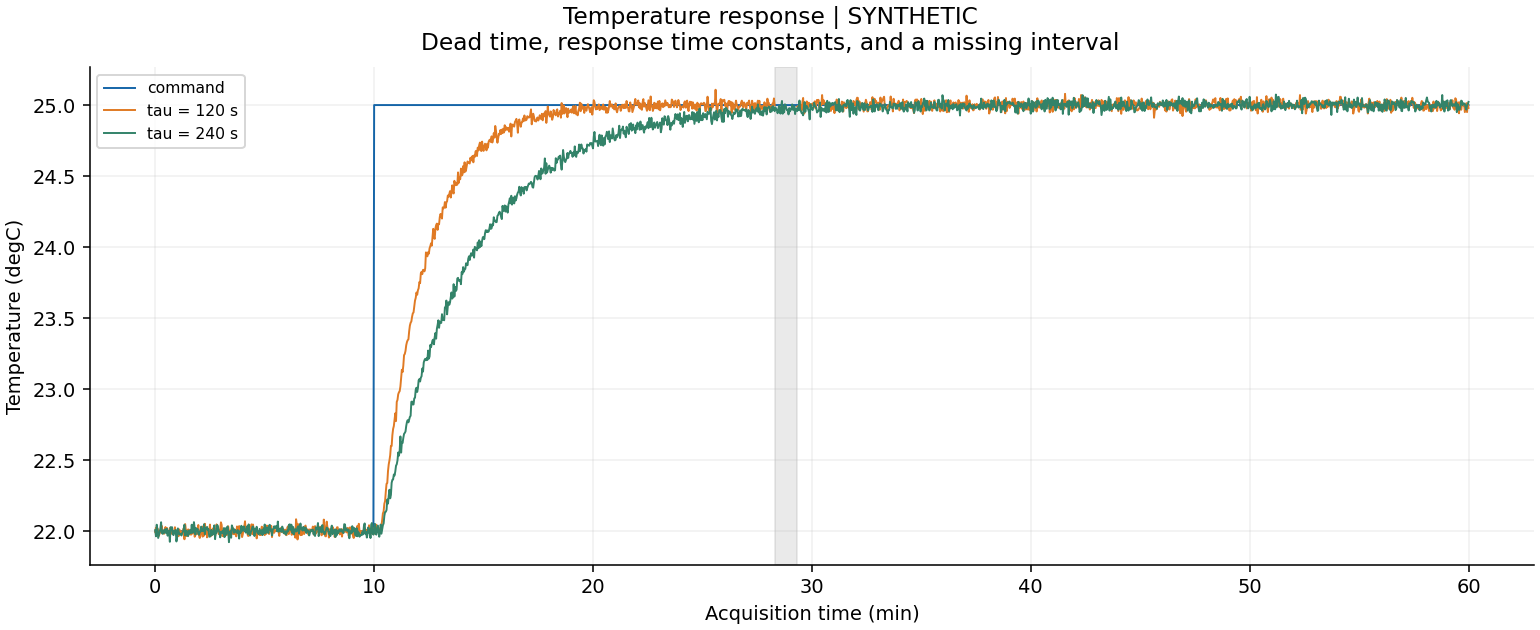 Temperature response | SYNTHETIC
Dead time, response time constants, and a missing interval
command
tau = 120 s
tau = 240 s
Temperature (degC)
25.0
24.5
24.0
23.5
23.0
22.5
22.0
0 10 20 30 40 50 60
Acquisition time (min)